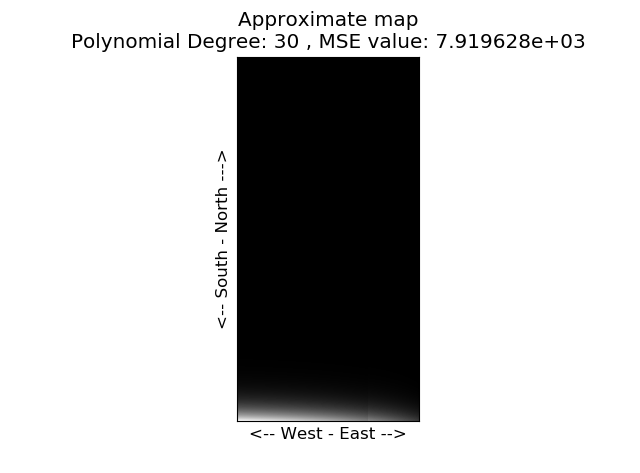 Approximate map
Polynomial Degree: 30 , MSE value: 7.919628e+03
<-- South - North --->
<-- West - East -->